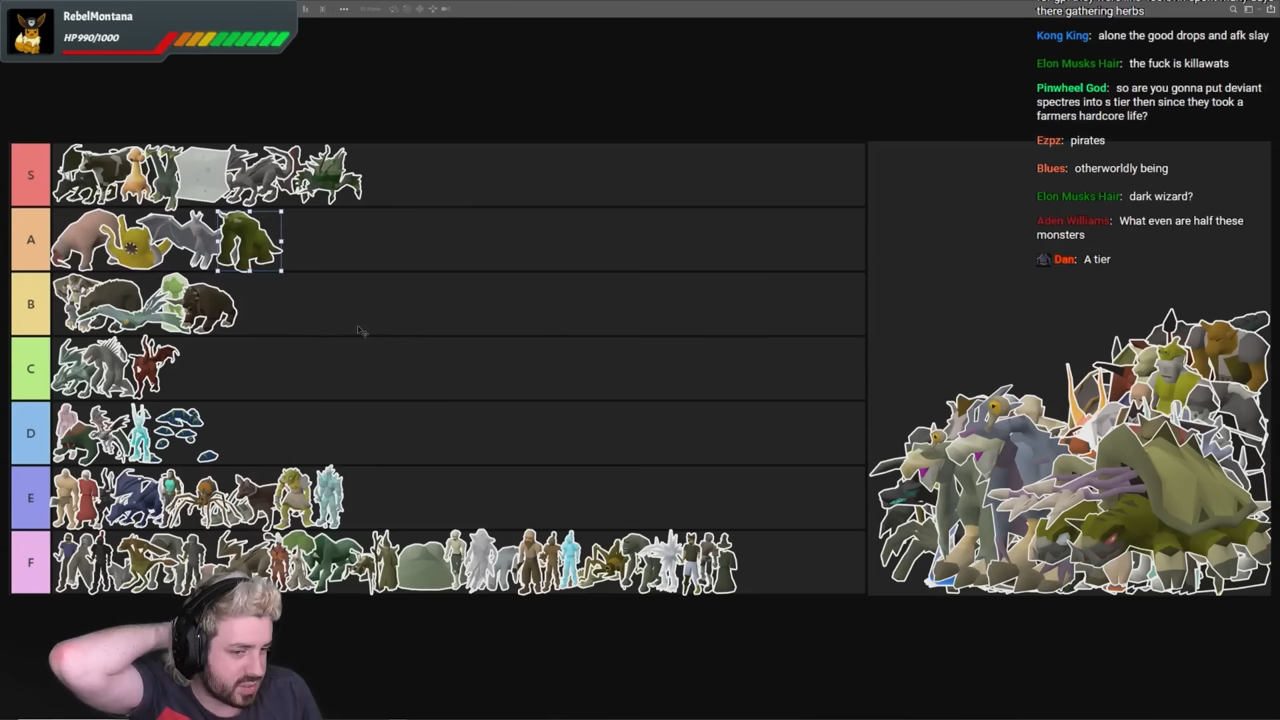 RebelMontana
HP 990/1000
there gathering herbs
Kong King: alone the good drops and afk slay
Elon Musks Hair: the fuck is killawats
Pinwheel God: so are you gonna put deviant
spectres into s tier then since they took a
farmers hardcore life?
Ezpz: pirates
Blues: otherworldly being
Elon Musks Hair: dark wizard?
Aden Williams: What even are half these
monsters
Dan: A tier
S
A
B
C
D
E
F